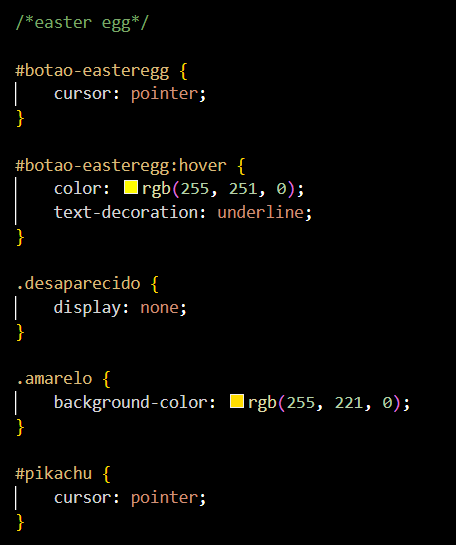 /*easter egg*/
#botao-easteregg {
cursor: pointer;
}
#botao-easteregg:hover {
color: rgb(255, 251, 0);
text-decoration: underline;
}
.desaparecido {
display: none;
}
.amarelo {
background-color: rgb(255, 221, 0);
}
#pikachu {
cursor: pointer;
}